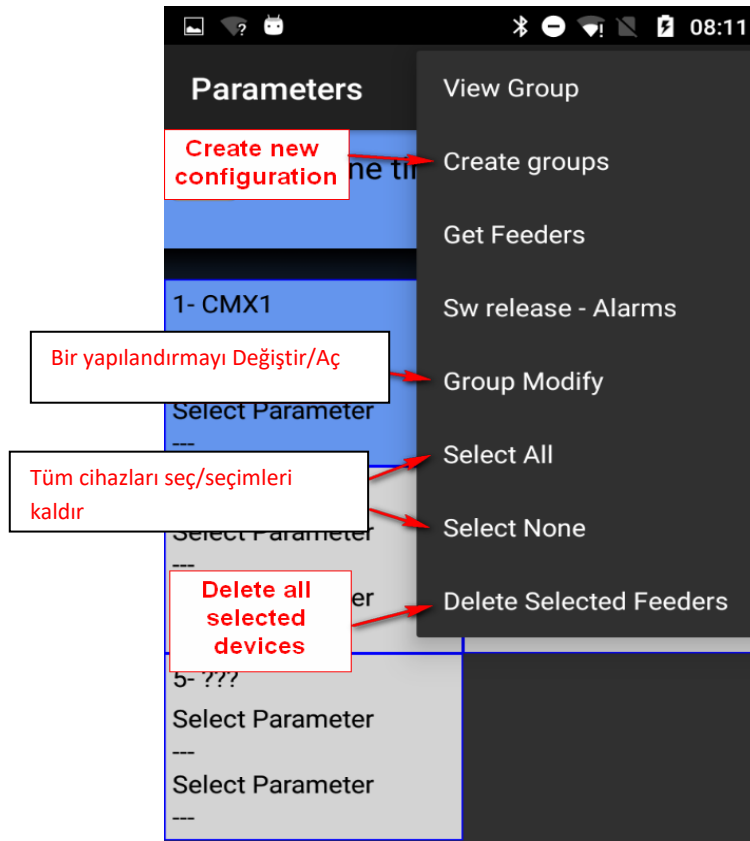 08:11
Parameters
View Group
Create new
configuration
Create groups
Get Feeders
1- CMX1
Sw release - Alarms
Bir yapılandırmayı Değiştir/Aç
Group Modify
Select Parameter
---
Select All
Tüm cihazları seç/seçimleri
kaldır
Select None
Select Parameter
---
Delete all
selected
devices
Delete Selected Feeders
5- ???
Select Parameter
---
Select Parameter
---